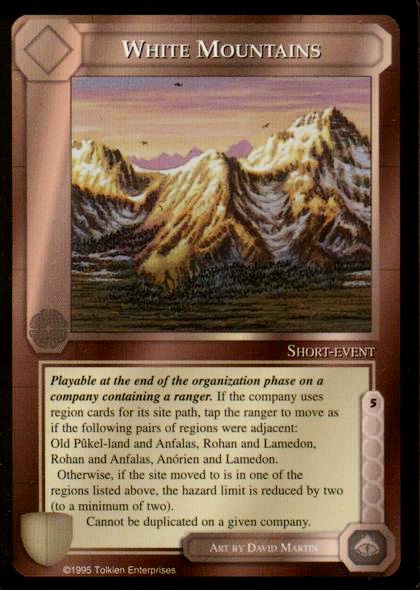 White Mountains
Short-event
Playable at the end of the organization phase on a
company containing a ranger. If the company uses
region cards for its site path, tap the ranger to move as
if the following pairs of regions were adjacent:
Old Pûkel-land and Anfalas, Rohan and Lamedon,
Rohan and Anfalas, Anórien and Lamedon.
Otherwise, if the site moved to is in one of the
regions listed above, the hazard limit is reduced by two
(to a minimum of two).
Cannot be duplicated on a given company.
5
Art by David Martin
©1995 Tolkien Enterprises